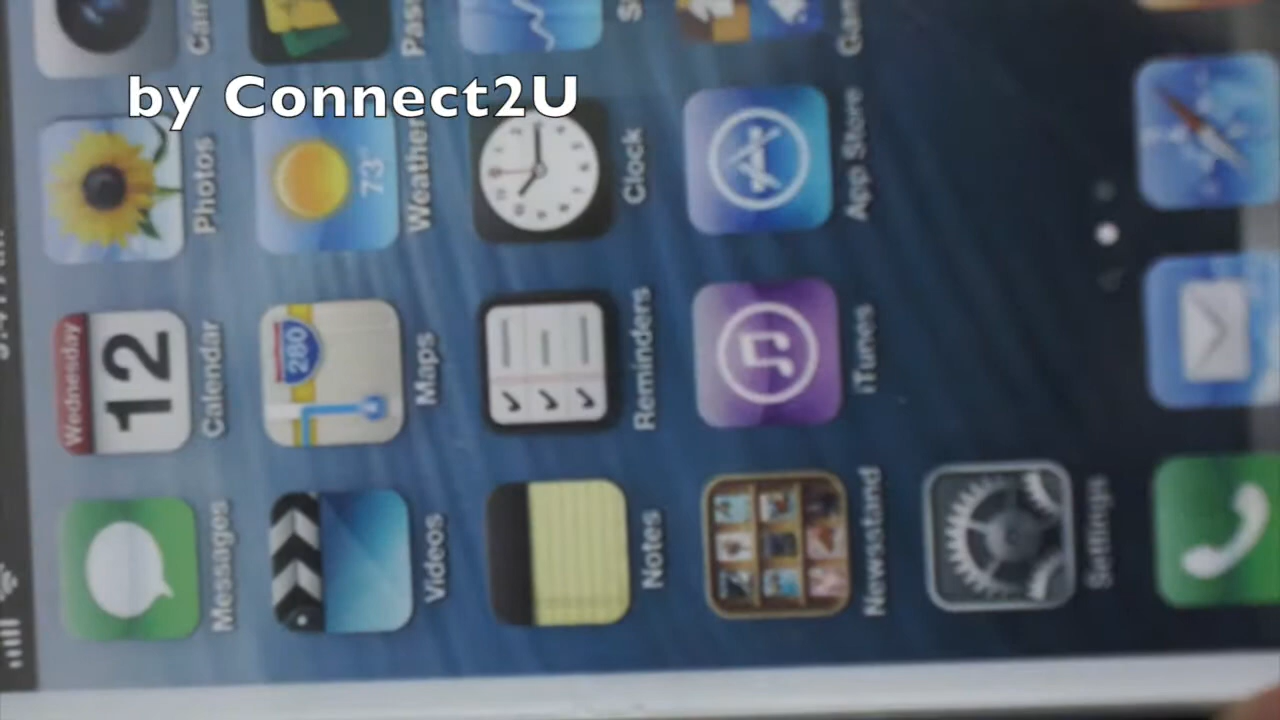 by Connect2U
Messages
Wednesday
12
Calendar
Photos
Videos
280
Maps
73°
Weather
Notes
Reminders
Clock
Newsstand
iTunes
App Store
Settings